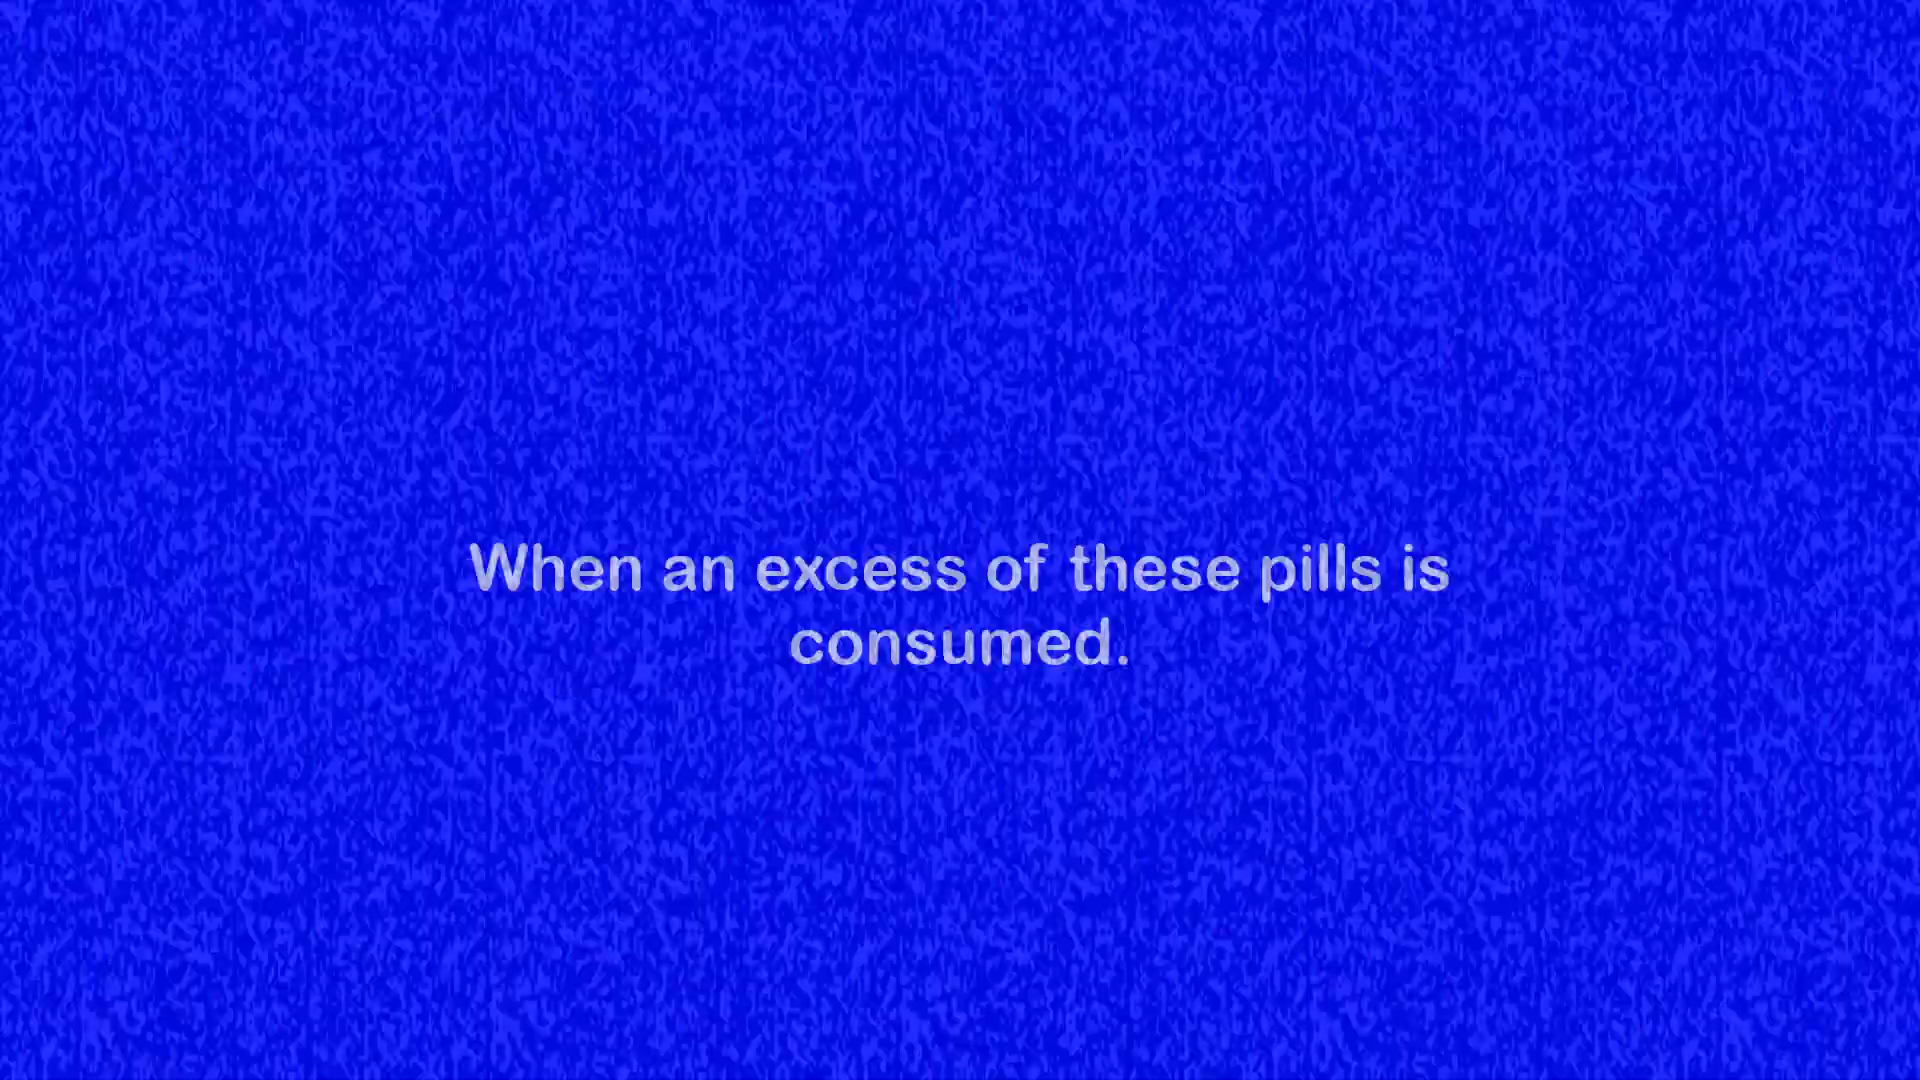 When an excess of these pills is
consumed.